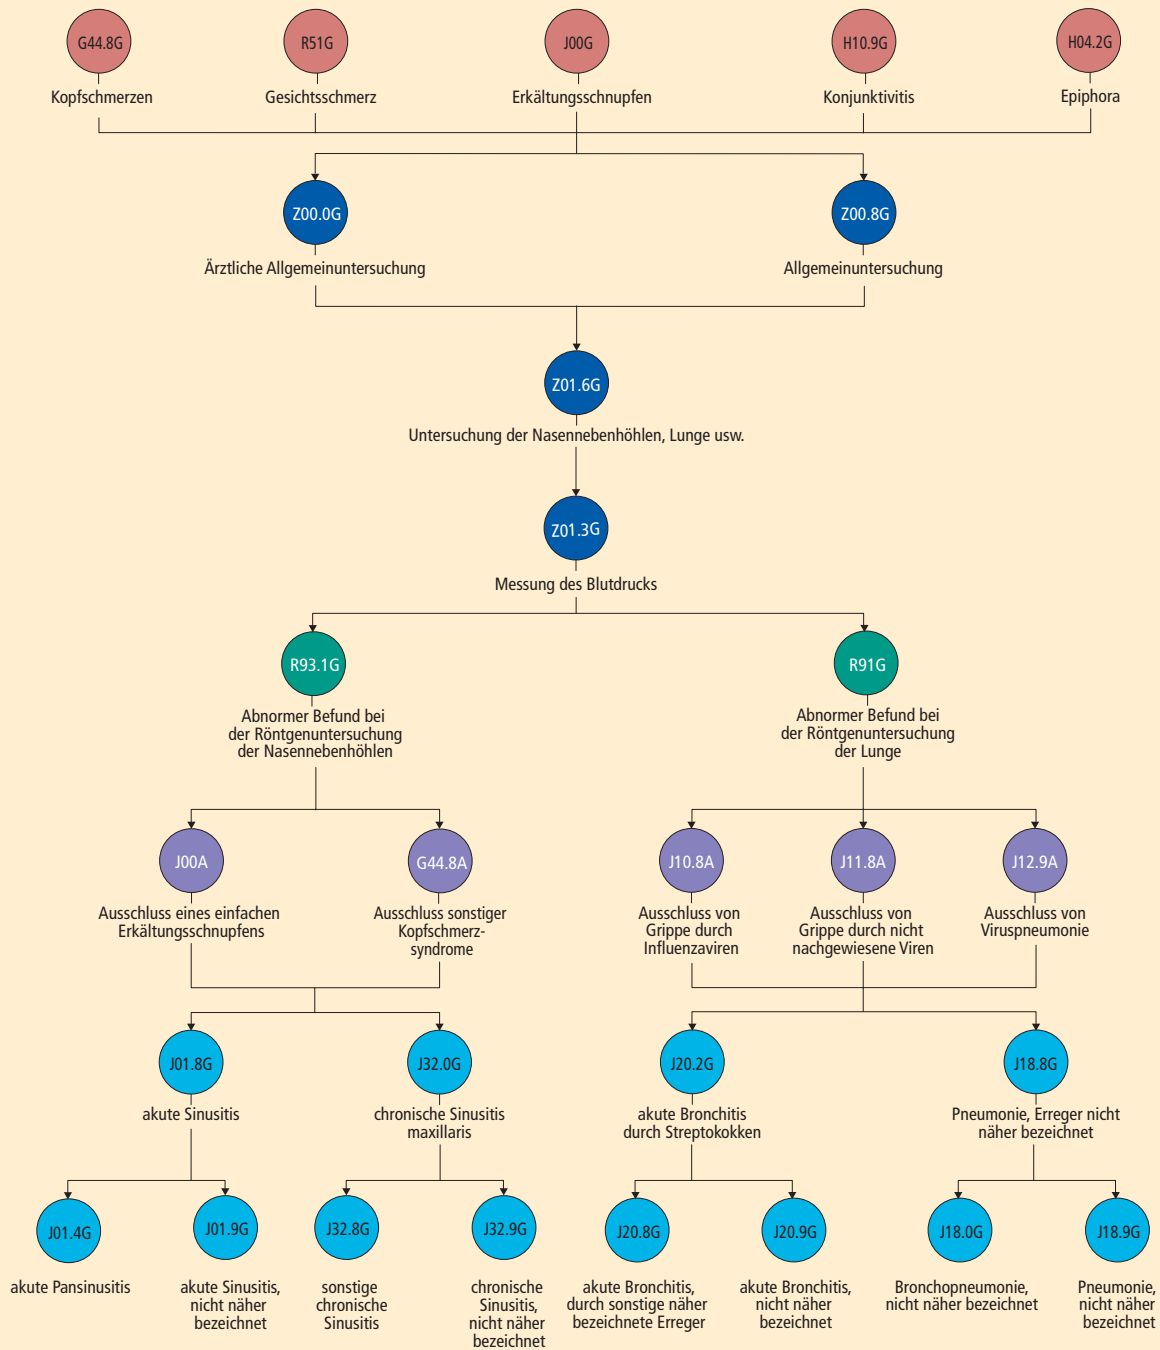 G44.8G
R51G
J00G
H10.9G
H04.2G
Kopfschmerzen
Gesichtsschmerz
Erkältungsschnupfen
Konjunktivitis
Epiphora
Z00.0G
Z00.8G
Ärztliche Allgemeinuntersuchung
Allgemeinuntersuchung
Z01.6G
Untersuchung der Nasennebenhöhlen, Lunge usw.
Z01.3G
Messung des Blutdrucks
R93.1G
R91G
Abnormer Befund bei
der Röntgenuntersuchung
der Nasennebenhöhlen
Abnormer Befund bei
der Röntgenuntersuchung
der Lunge
J00A
G44.8A
J10.8A
J11.8A
J12.9A
Ausschluss eines einfachen
Erkältungsschnupfens
Ausschluss sonstiger
Kopfschmerz-
syndrome
Ausschluss von
Grippe durch
Influenzaviren
Ausschluss von
Grippe durch nicht
nachgewiesene Viren
Ausschluss von
Viruspneumonie
J01.8G
J32.0G
J20.2G
J18.8G
akute Sinusitis
chronische Sinusitis
maxillaris
akute Bronchitis
durch Streptokokken
Pneumonie, Erreger nicht
näher bezeichnet
J01.4G
J01.9G
J32.8G
J32.9G
J20.8G
J20.9G
J18.0G
J18.9G
akute Pansinusitis
akute Sinusitis,
nicht näher
bezeichnet
sonstige
chronische
Sinusitis
chronische
Sinusitis,
nicht näher
bezeichnet
akute Bronchitis,
durch sonstige näher
bezeichnete Erreger
akute Bronchitis,
nicht näher
bezeichnet
Bronchopneumonie,
nicht näher bezeichnet
Pneumonie,
nicht näher
bezeichnet